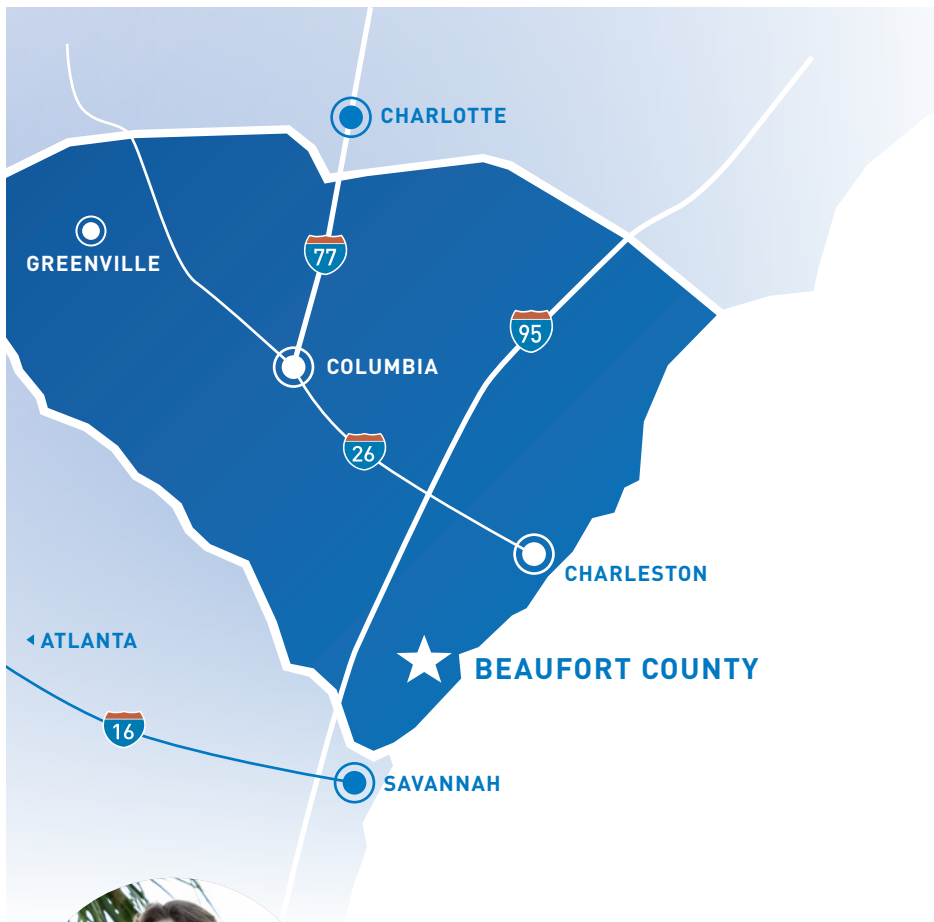 CHARLOTTE
77
GREENVILLE
95
COLUMBIA
26
CHARLESTON
ATLANTA
BEAUFORT COUNTY
16
SAVANNAH